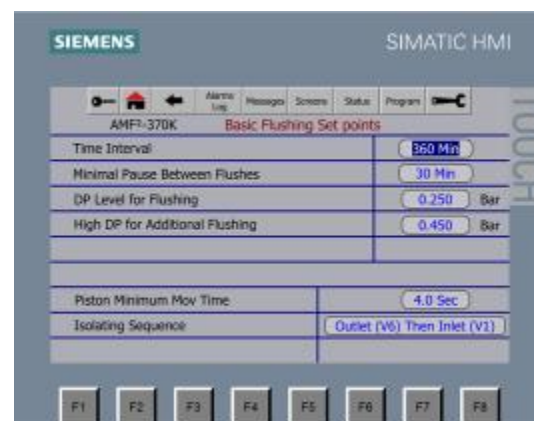 SIEMENS
SIMATIC HMI
Alarms Log Messages Screens Status Program
AMF²-370K Basic Flushing Set points
Time Interval 360 Min
Minimal Pause Between Flushes 30 Min
DP Level for Flushing 0.250 Bar
High DP for Additional Flushing 0.450 Bar
Piston Minimum Mov Time 4.0 Sec
Isolating Sequence Outlet (V6) Then Inlet (V1)
TOUCH
F1 F2 F3 F4 F5 F6 F7 F8